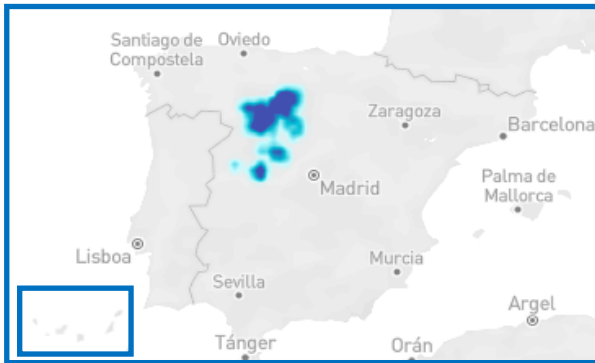 Santiago de
Compostela
Oviedo
Zaragoza
Barcelona
Madrid
Palma de
Mallorca
Lisboa
Murcia
Sevilla
Argel
Tánger
Orán